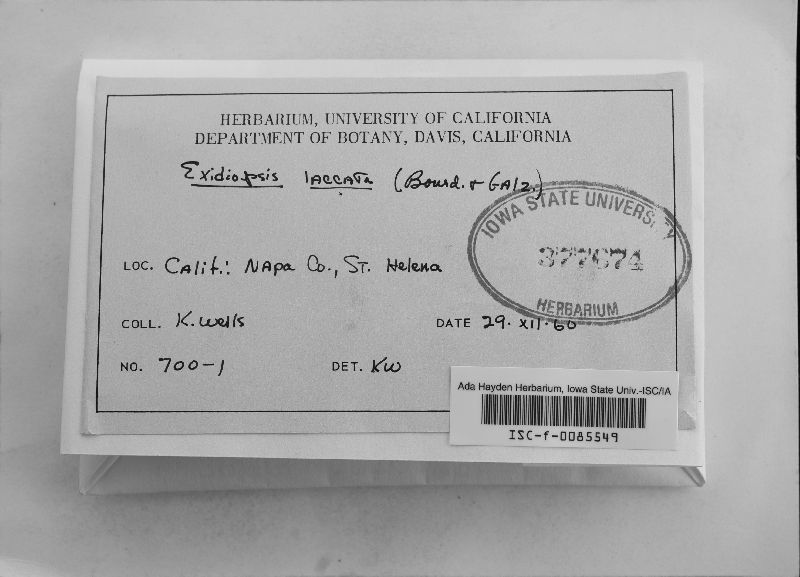 HERBARIUM, UNIVERSITY OF CALIFORNIA
DEPARTMENT OF BOTANY, DAVIS, CALIFORNIA
Exidiopsis laccata (Bourd. & Galz.)
IOWA STATE UNIVERSITY
377674
HERBARIUM
LOC. Calif.: Napa Co., St. Helena
COLL. K. Wells
DATE 29. XII. 60
NO. 700-1
DET. KW
Ada Hayden Herbarium, Iowa State Univ.-ISC/IA
ISC-f-0085549